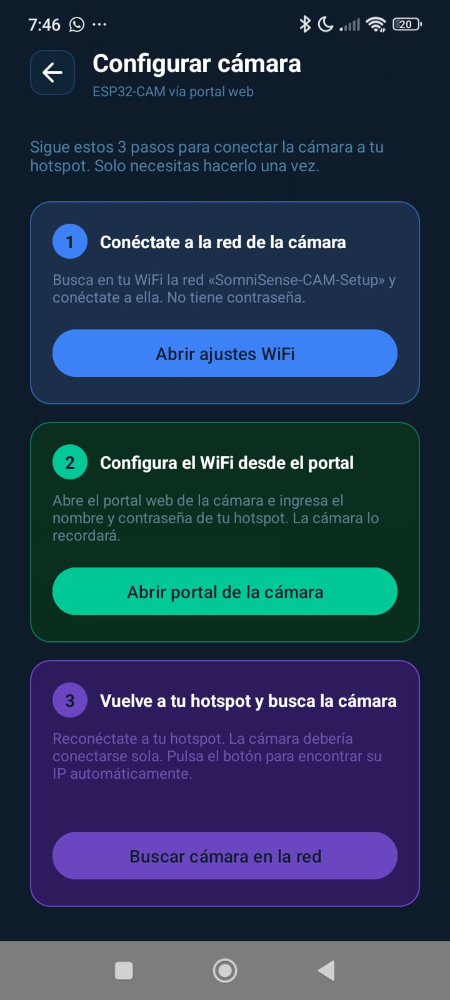 7:46 ...
20
Configurar cámara
ESP32-CAM vía portal web
Sigue estos 3 pasos para conectar la cámara a tu
hotspot. Solo necesitas hacerlo una vez.
1 Conéctate a la red de la cámara
Busca en tu WiFi la red «SomniSense-CAM-Setup» y
conéctate a ella. No tiene contraseña.
Abrir ajustes WiFi
2 Configura el WiFi desde el portal
Abre el portal web de la cámara e ingresa el
nombre y contraseña de tu hotspot. La cámara lo
recordará.
Abrir portal de la cámara
3 Vuelve a tu hotspot y busca la cámara
Reconéctate a tu hotspot. La cámara debería
conectarse sola. Pulsa el botón para encontrar su
IP automáticamente.
Buscar cámara en la red